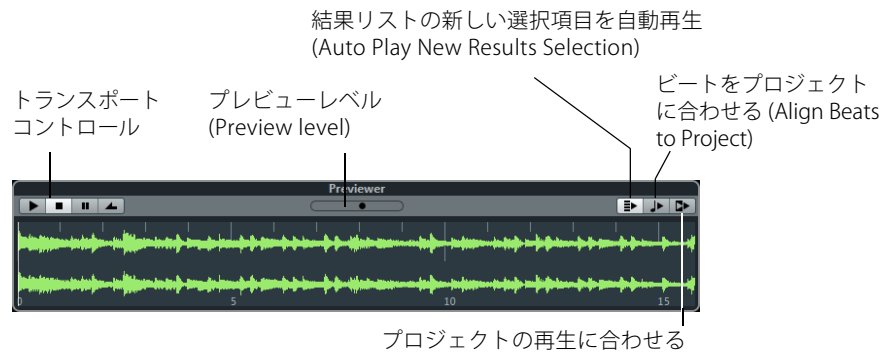 結果リストの新しい選択項目を自動再生
(Auto Play New Results Selection)
トランスポート
コントロール
プレビューレベル
(Preview level)
ビートをプロジェクト
に合わせる (Align Beats
to Project)
Previewer
0 5 10 15
プロジェクトの再生に合わせる